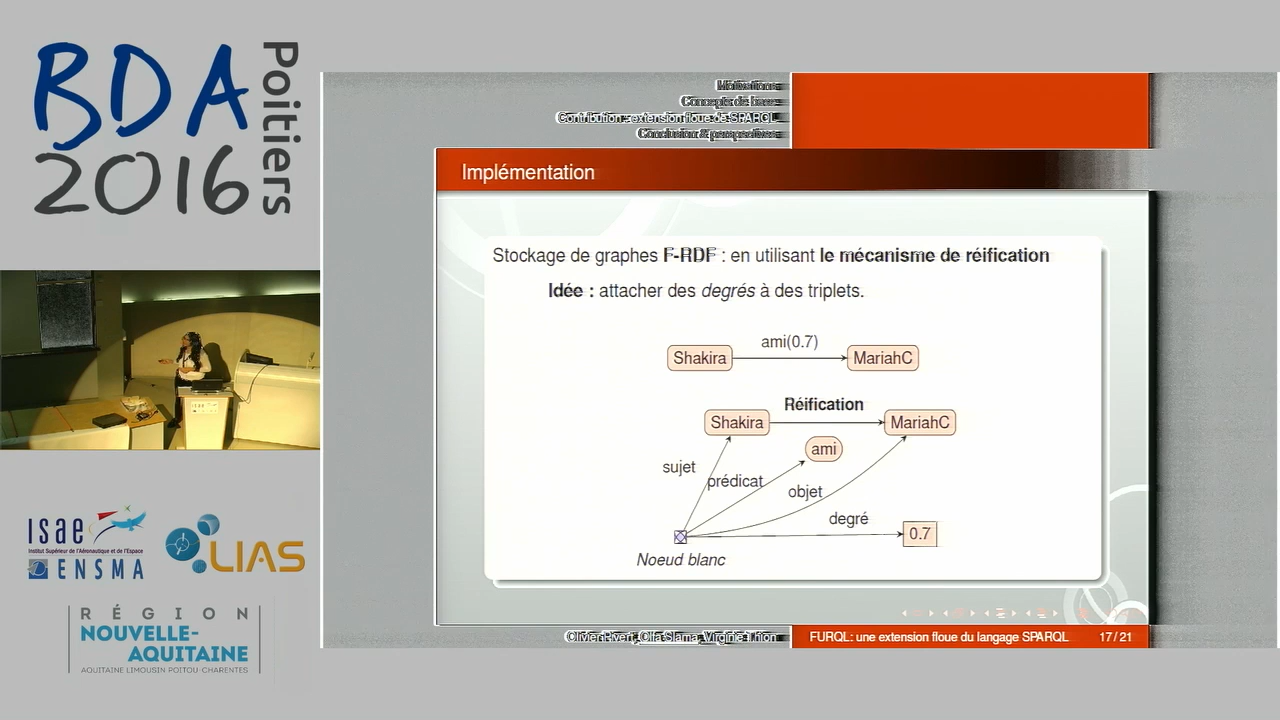 BDA
Poitiers
2016
Motivations
Concepts de base
Contribution : extension floue de SPARQL
Conclusion & perspectives
Implémentation
Stockage de graphes F-RDF : en utilisant le mécanisme de réification
Idée : attacher des degrés à des triplets.
ami(0.7)
Shakira
MariahC
Réification
Shakira
MariahC
ami
sujet
prédicat
objet
degré
0.7
Noeud blanc
isae
Institut Supérieur de l'Aéronautique et de l'Espace
ENSMA
LIAS
RÉGION
NOUVELLE-
AQUITAINE
AQUITAINE LIMOUSIN POITOU-CHARENTES
Olfa Slama, Virginie Thion
FURQL: une extension floue du langage SPARQL
17/21